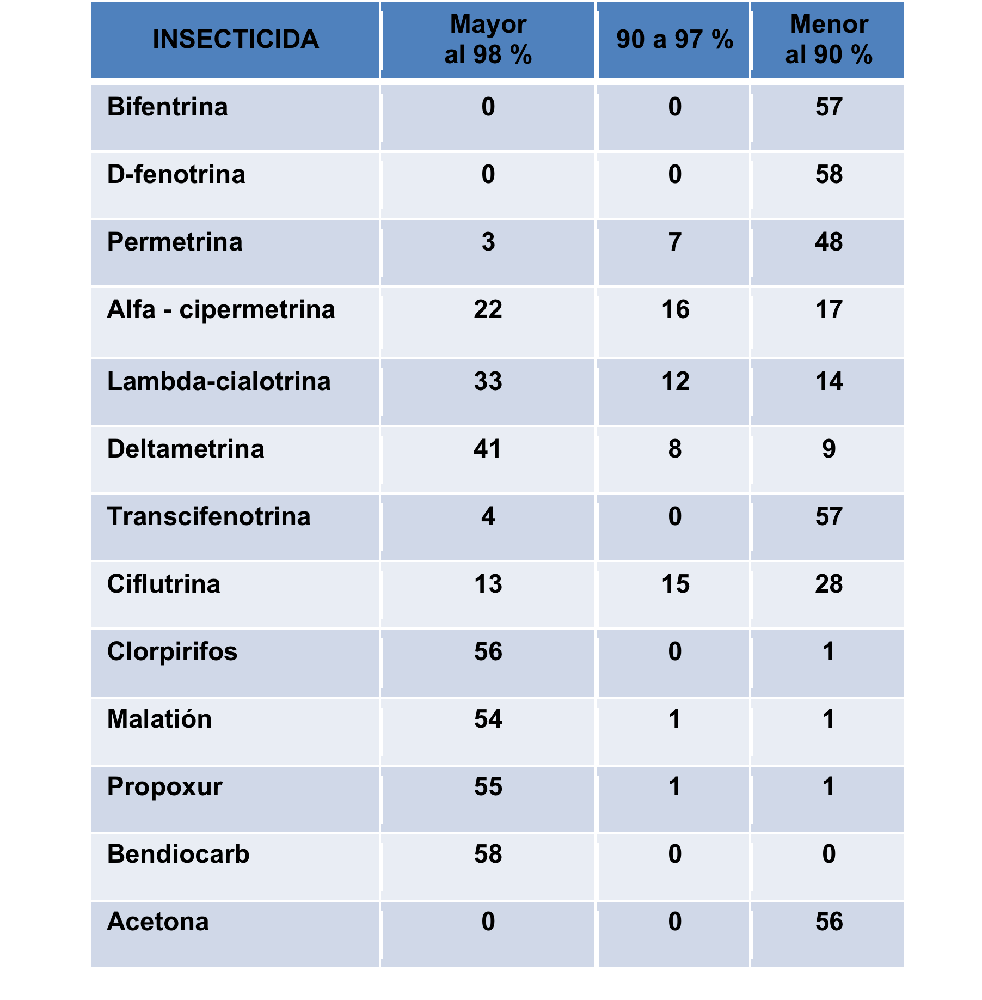 INSECTICIDA Mayor al 98 % 90 a 97 % Menor al 90 %
Bifentrina 0 0 57
D-fenotrina 0 0 58
Permetrina 3 7 48
Alfa - cipermetrina 22 16 17
Lambda-cialotrina 33 12 14
Deltametrina 41 8 9
Transcifenotrina 4 0 57
Ciflutrina 13 15 28
Clorpirifos 56 0 1
Malatión 54 1 1
Propoxur 55 1 1
Bendiocarb 58 0 0
Acetona 0 0 56